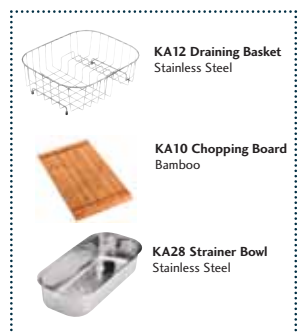 KA12 Draining Basket
Stainless Steel
KA10 Chopping Board
Bamboo
KA28 Strainer Bowl
Stainless Steel